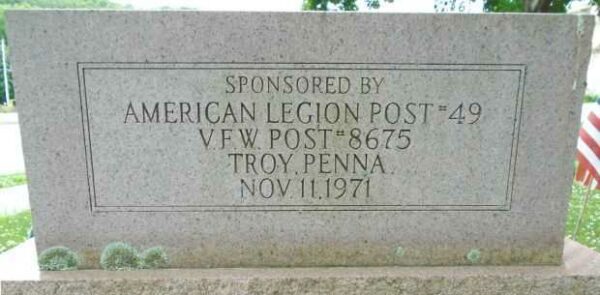 SPONSORED BY
AMERICAN LEGION POST #49
V.F.W. POST #8675
TROY, PENNA.
NOV. 11, 1971